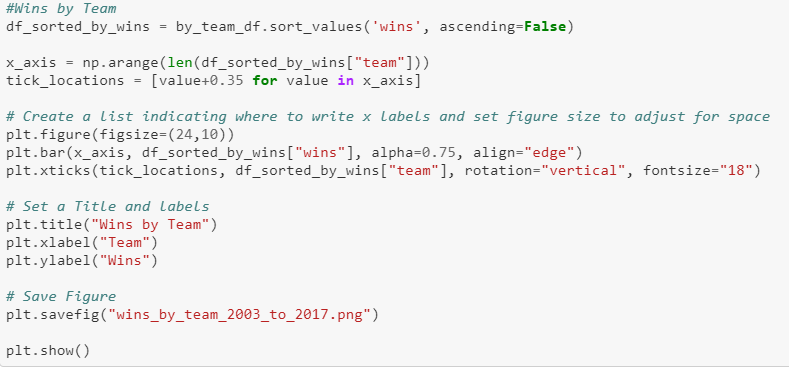 #Wins by Team
df_sorted_by_wins = by_team_df.sort_values('wins', ascending=False)
x_axis = np.arange(len(df_sorted_by_wins["team"]))
tick_locations = [value+0.35 for value in x_axis]
# Create a list indicating where to write x labels and set figure size to adjust for space
plt.figure(figsize=(24,10))
plt.bar(x_axis, df_sorted_by_wins["wins"], alpha=0.75, align="edge")
plt.xticks(tick_locations, df_sorted_by_wins["team"], rotation="vertical", fontsize="18")
# Set a Title and labels
plt.title("Wins by Team")
plt.xlabel("Team")
plt.ylabel("Wins")
# Save Figure
plt.savefig("wins_by_team_2003_to_2017.png")
plt.show()